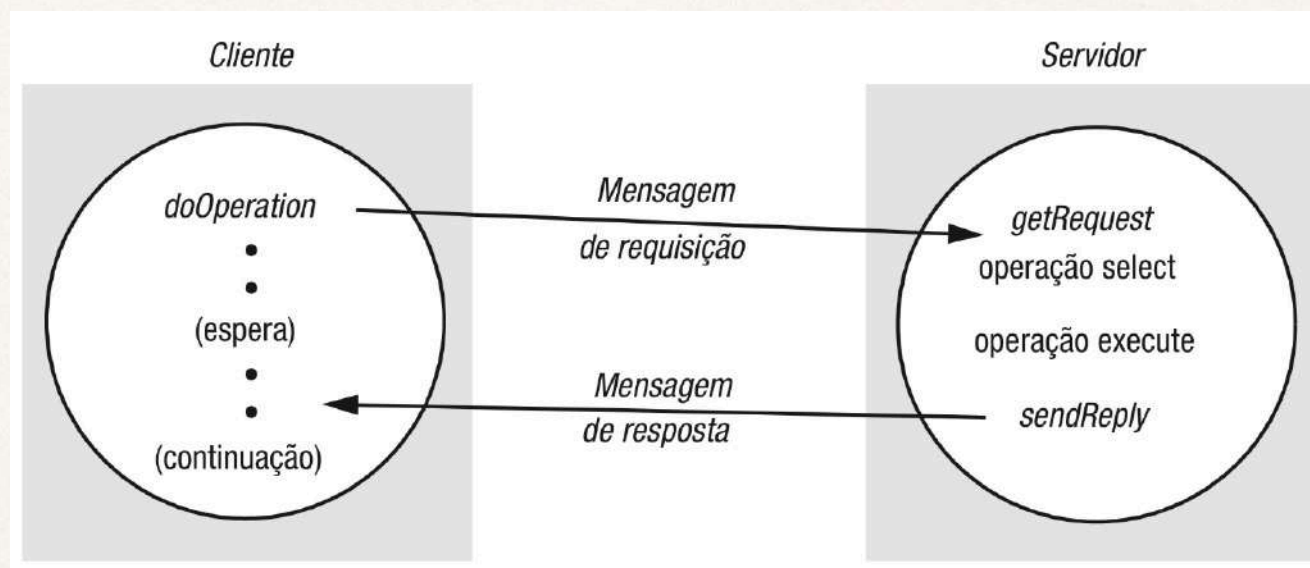 Cliente
Servidor
doOperation
(espera)
(continuação)
Mensagem
de requisição
Mensagem
de resposta
getRequest
operação select
operação execute
sendReply